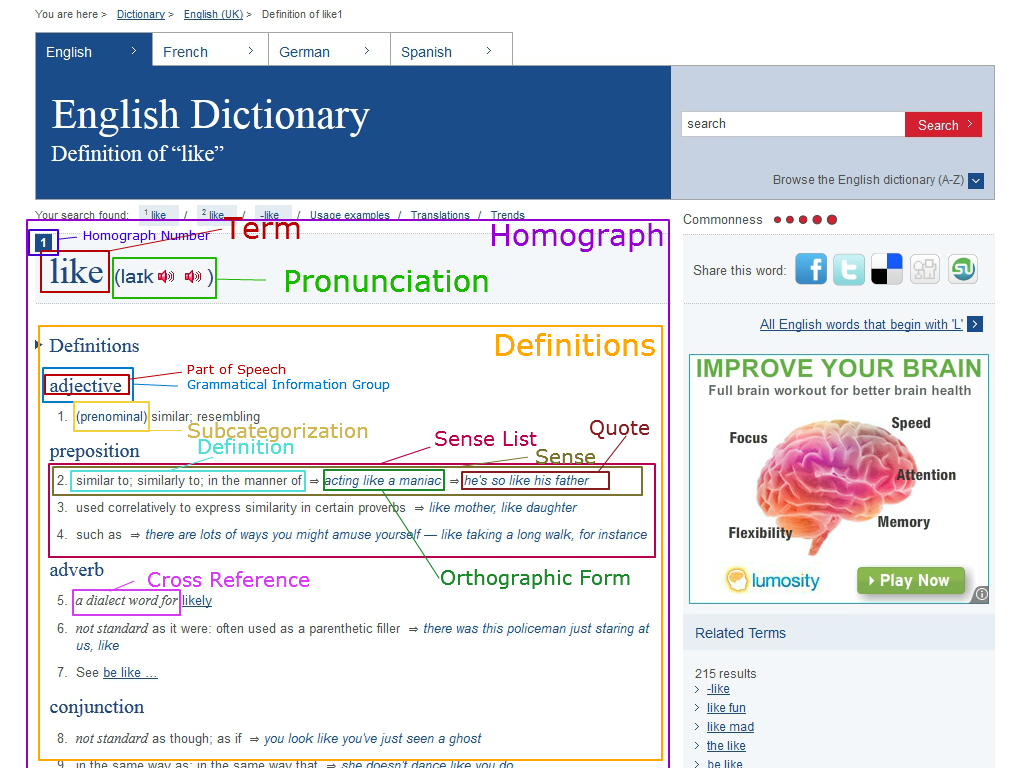 You are here > Dictionary > English (UK) > Definition of like1
English > French > German > Spanish >
English Dictionary
Definition of “like”
search
Search >
Browse the English dictionary (A-Z)
Your search found: 1 like / 2 like / -like / Usage examples / Translations / Trends
Commonness
Homograph
1 Homograph Number
Term
like (laɪk )
Pronunciation
Share this word:
All English words that begin with 'L' >
Definitions
Definitions
adjective
Part of Speech
Grammatical Information Group
1. (prenominal) similar; resembling
Subcategorization
preposition
Definition
Sense List
Sense
Quote
2. similar to; similarly to; in the manner of ⇒ acting like a maniac ⇒ he's so like his father
3. used correlatively to express similarity in certain proverbs ⇒ like mother, like daughter
4. such as ⇒ there are lots of ways you might amuse yourself — like taking a long walk, for instance
adverb
Cross Reference
Orthographic Form
5. a dialect word for likely
6. not standard as it were: often used as a parenthetic filler ⇒ there was this policeman just staring at
us, like
7. See be like …
conjunction
8. not standard as though; as if ⇒ you look like you've just seen a ghost
9. in the same way as; in the same way that ⇒ she doesn't dance like you do
IMPROVE YOUR BRAIN
Full brain workout for better brain health
Speed
Focus
Attention
Memory
Flexibility
lumosity
Play Now
Related Terms
215 results
> -like
> like fun
> like mad
> the like
> be like